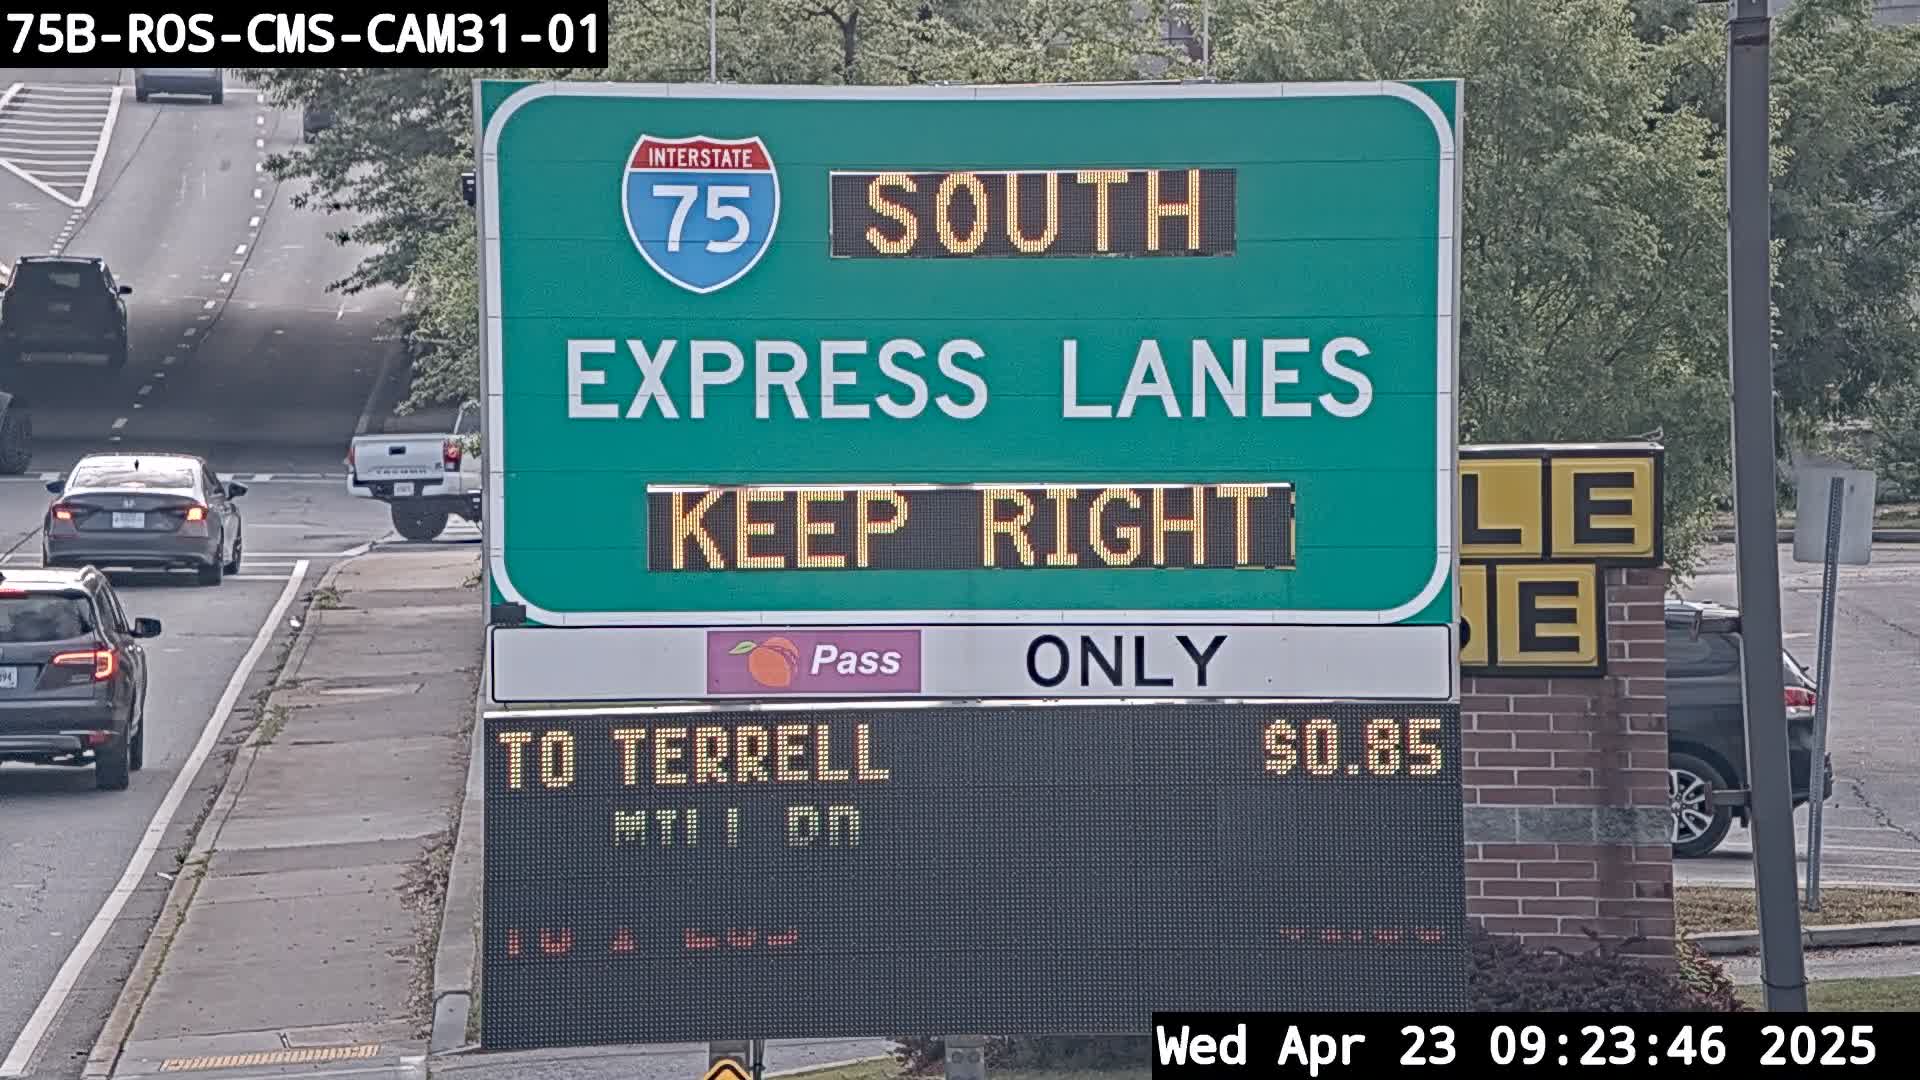 75B-ROS-CMS-CAM31-01
INTERSTATE
75
SOUTH
EXPRESS LANES
KEEP RIGHT
LE
E
Pass ONLY
TO TERRELL $0.85
Wed Apr 23 09:23:46 2025